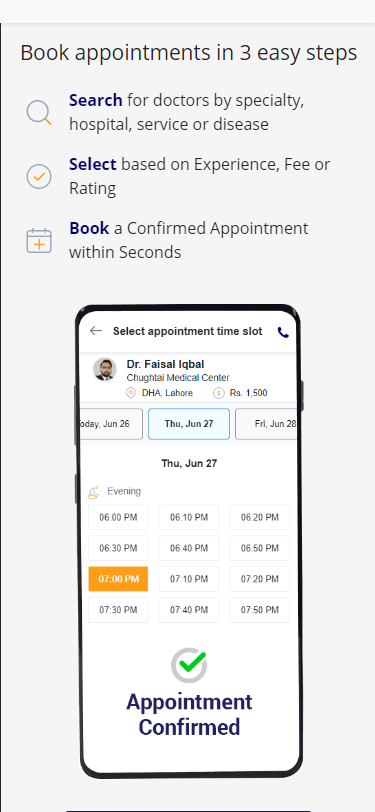 Book appointments in 3 easy steps
Search for doctors by specialty,
hospital, service or disease
Select based on Experience, Fee or
Rating
Book a Confirmed Appointment
within Seconds
Select appointment time slot
Dr. Faisal Iqbal
Chughtai Medical Center
DHA, Lahore Rs. 1,500
oday, Jun 26 Thu, Jun 27 Fri, Jun 28
Thu, Jun 27
Evening
06:00 PM 06:10 PM 06:20 PM
06:30 PM 06:40 PM 06:50 PM
07:00 PM 07:10 PM 07:20 PM
07:30 PM 07:40 PM 07:50 PM
Appointment
Confirmed